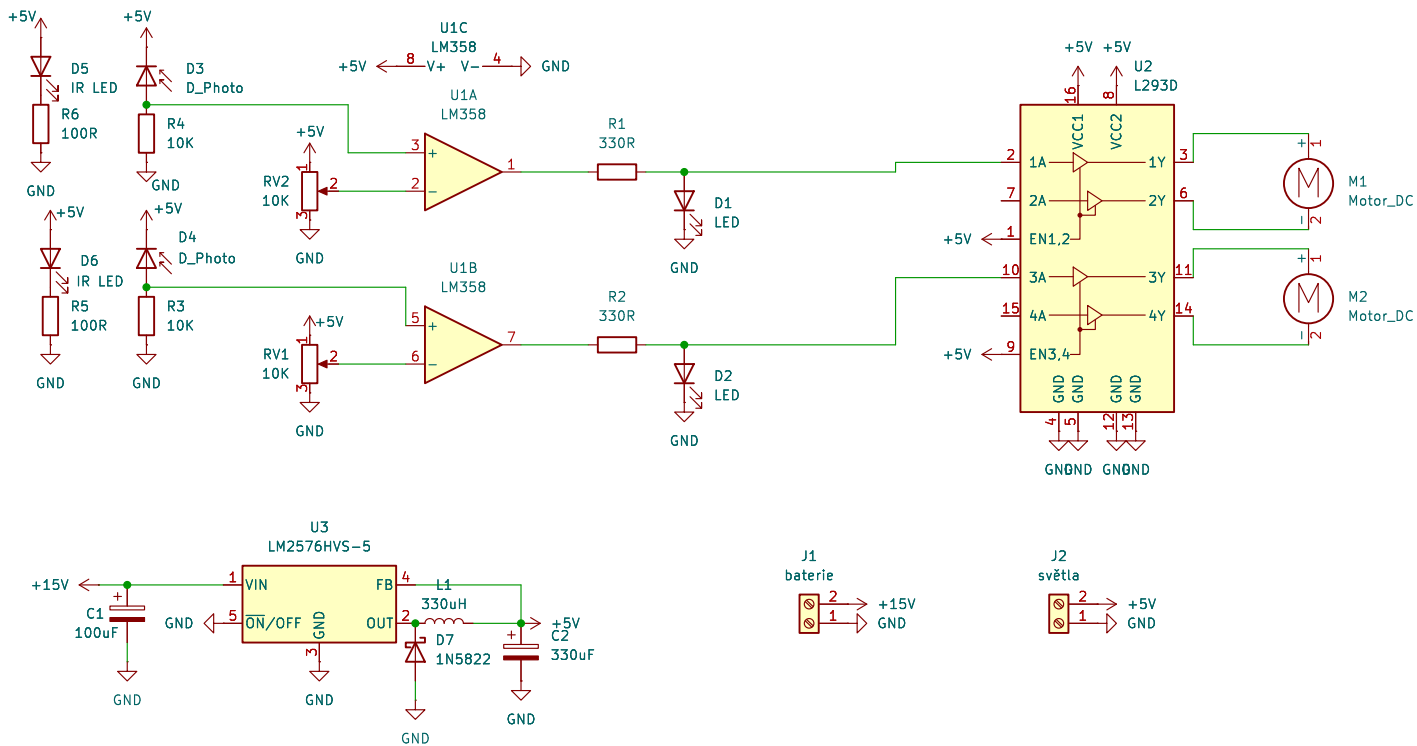 +5V
D5
IR LED
R6
100R
GND
+5V
D3
D_Photo
R4
10K
GND
U1C
LM358
+5V
8
V+
V-
4
GND
U1A
LM358
3
+
2
-
1
+5V
RV2
10K
1
2
3
GND
R1
330R
D1
LED
GND
+5V
D6
IR LED
R5
100R
GND
+5V
D4
D_Photo
R3
10K
GND
U1B
LM358
5
+
6
-
7
+5V
RV1
10K
1
2
3
GND
R2
330R
D2
LED
GND
+5V
+5V
U2
L293D
16
8
VCC1
VCC2
2
1A
1Y
3
7
2A
2Y
6
+5V
1
EN1,2
10
3A
3Y
11
15
4A
4Y
14
+5V
9
EN3,4
GND
GND
GND
GND
4
5
12
13
GND
GND
GND
GND
+
1
M
M1
Motor_DC
-
2
+
1
M
M2
Motor_DC
-
2
U3
LM2576HVS-5
+15V
1
VIN
FB
4
L1
330uH
C1
100uF
+
GND
GND
5
ON/OFF
GND
3
GND
OUT
2
D7
1N5822
GND
+5V
+
C2
330uF
GND
J1
baterie
2
+15V
1
GND
J2
světla
2
+5V
1
GND